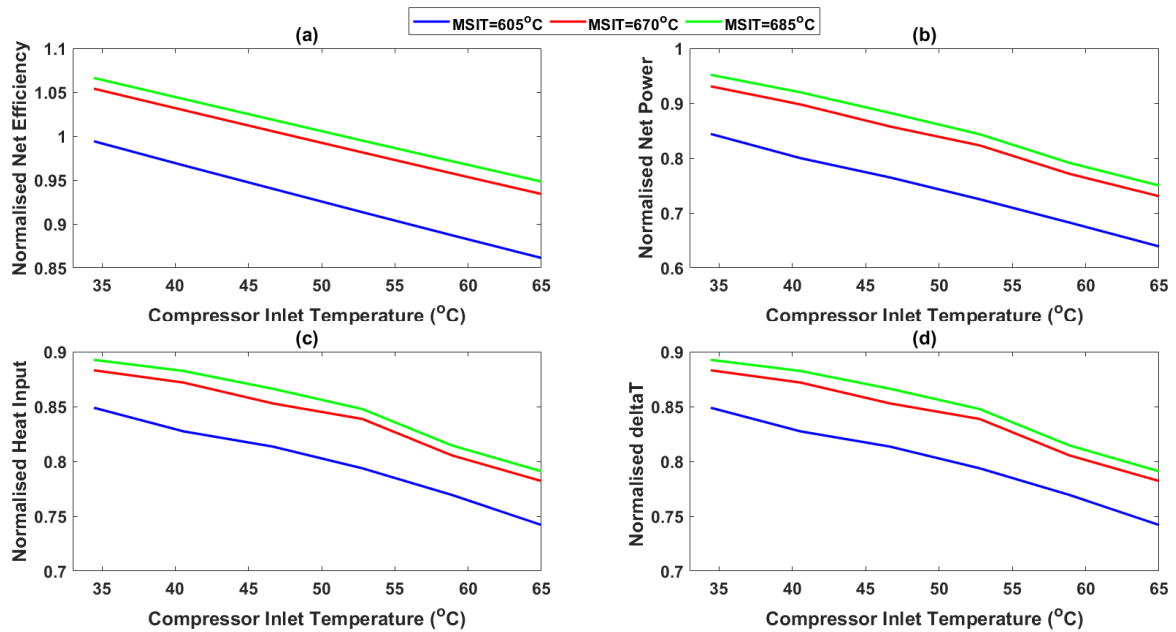 MSIT=605°C MSIT=670°C MSIT=685°C
(a)
Normalised Net Efficiency
1.1
1.05
1
0.95
0.9
0.85
35 40 45 50 55 60 65
Compressor Inlet Temperature (°C)
(b)
Normalised Net Power
1
0.9
0.8
0.7
0.6
35 40 45 50 55 60 65
Compressor Inlet Temperature (°C)
(c)
Normalised Heat Input
0.9
0.85
0.8
0.75
0.7
35 40 45 50 55 60 65
Compressor Inlet Temperature (°C)
(d)
Normalised deltaT
0.9
0.85
0.8
0.75
0.7
35 40 45 50 55 60 65
Compressor Inlet Temperature (°C)